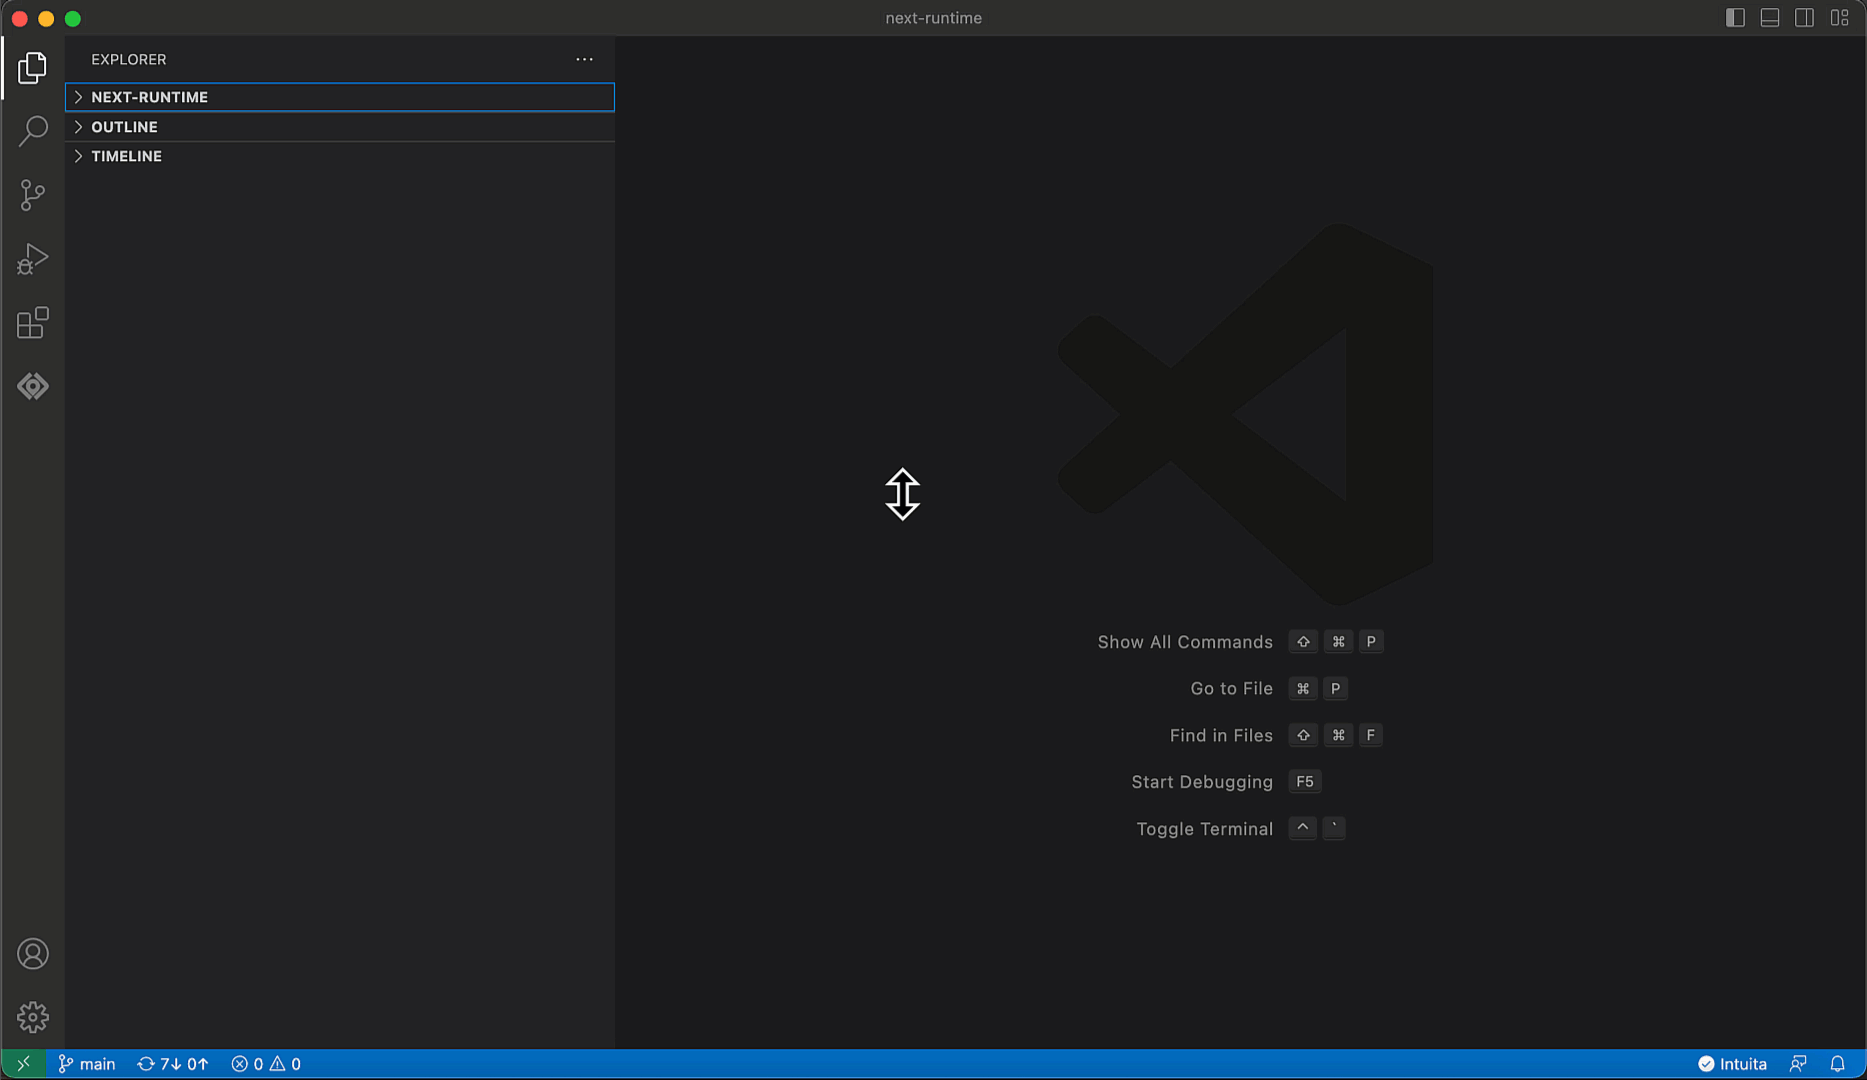 next-runtime
EXPLORER
NEXT-RUNTIME
OUTLINE
TIMELINE
Show All Commands ⇧ ⌘ P
Go to File ⌘ P
Find in Files ⇧ ⌘ F
Start Debugging F5
Toggle Terminal ^ `
main 7↓ 0↑ 0 0 Intuita